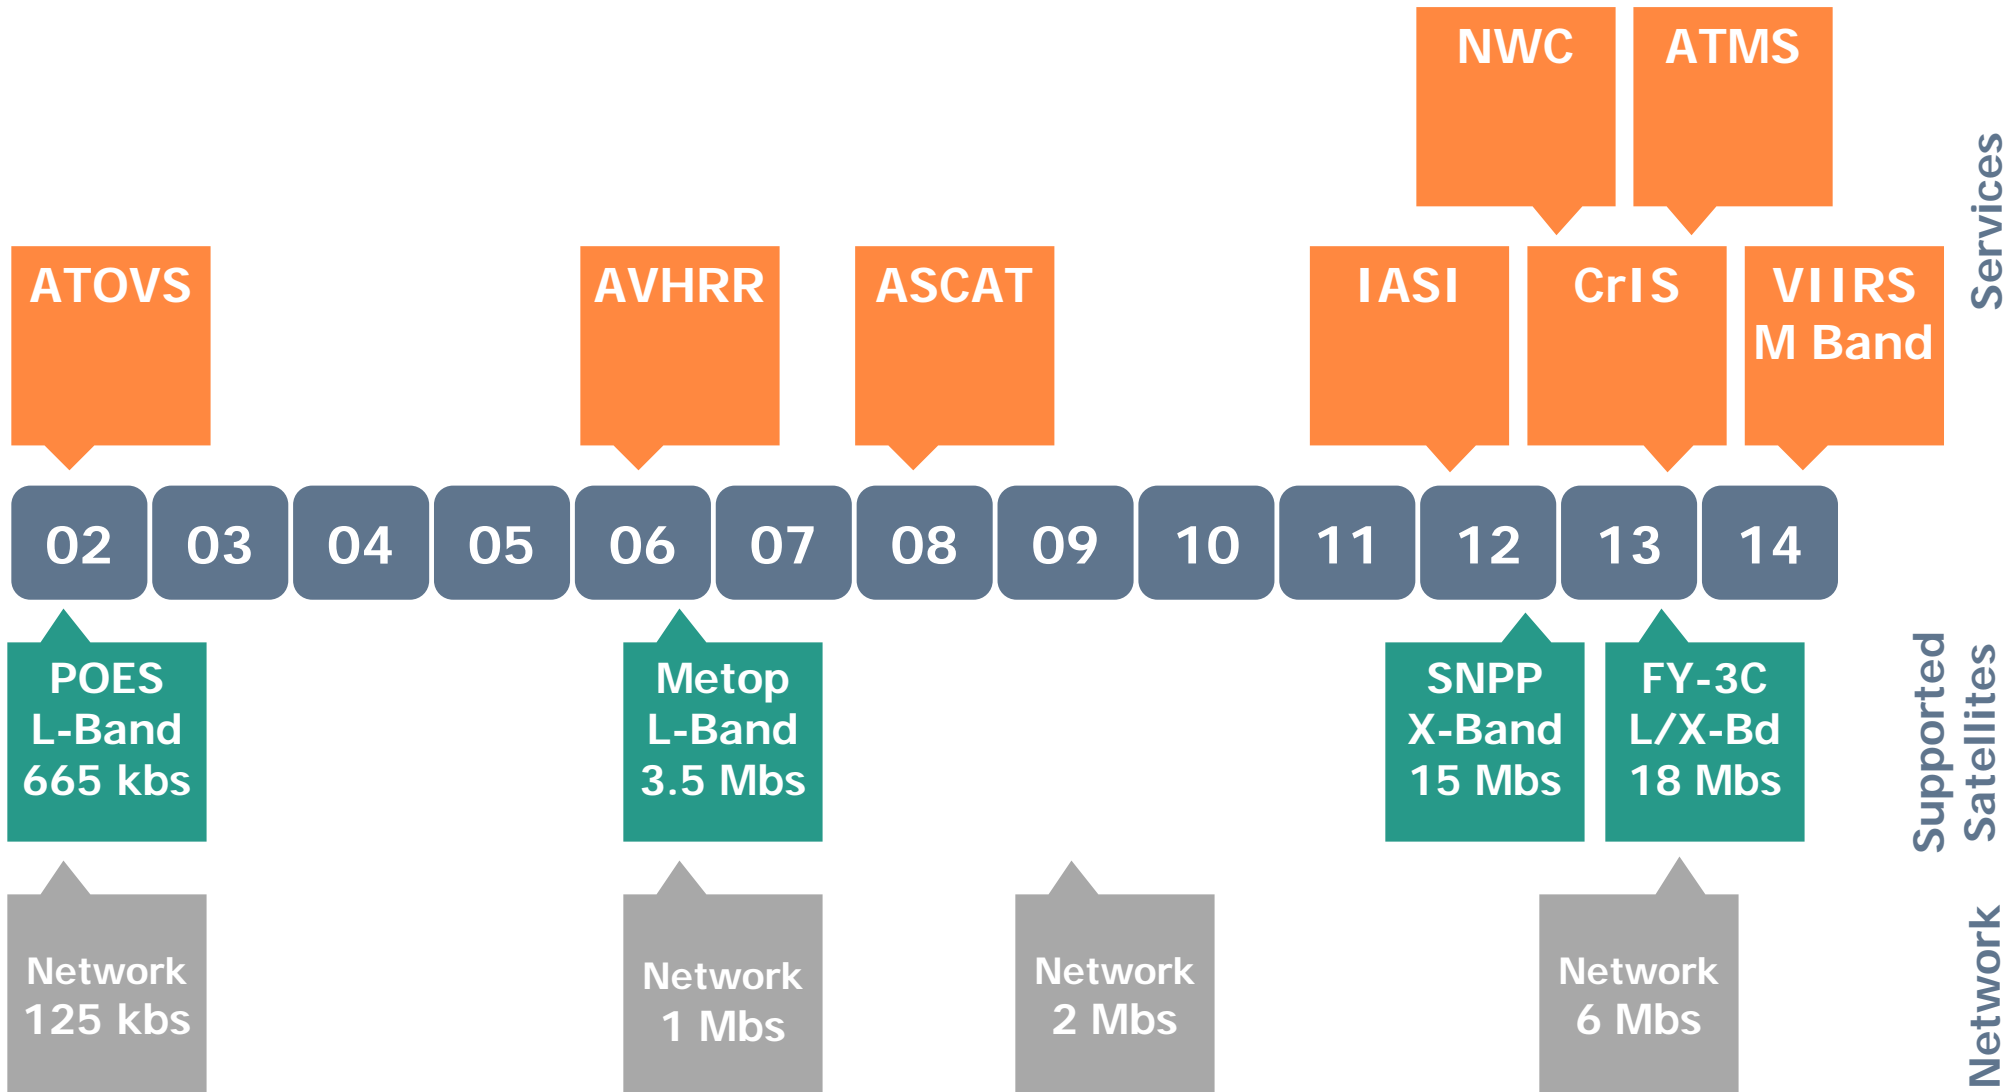 NWC
ATMS
Services
ATOVS
AVHRR
ASCAT
IASI
CrIS
VIIRS
M Band
02
03
04
05
06
07
08
09
10
11
12
13
14
POES
L-Band
665 kbs
Metop
L-Band
3.5 Mbs
SNPP
X-Band
15 Mbs
FY-3C
L/X-Bd
18 Mbs
Supported
Satellites
Network
125 kbs
Network
1 Mbs
Network
2 Mbs
Network
6 Mbs
Network